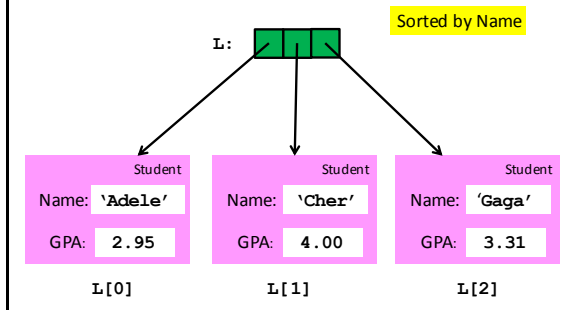 Sorted by Name
L:
Student
Name: ‘Adele’
GPA: 2.95
L[0]
Student
Name: ‘Cher’
GPA: 4.00
L[1]
Student
Name: ‘Gaga’
GPA: 3.31
L[2]